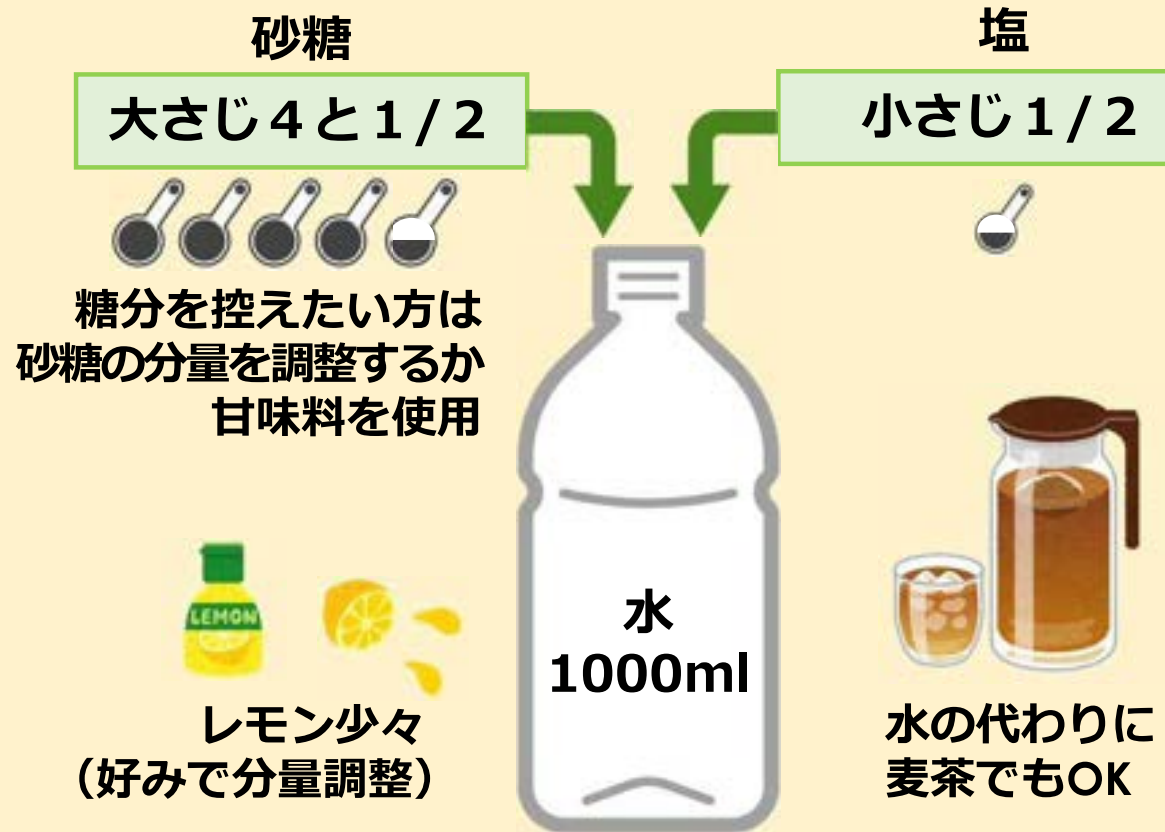 砂糖
大さじ４と１/２
塩
小さじ１/２
糖分を控えたい方は
砂糖の分量を調整するか
甘味料を使用
LEMON
レモン少々
（好みで分量調整）
水
1000ml
水の代わりに
麦茶でもOK